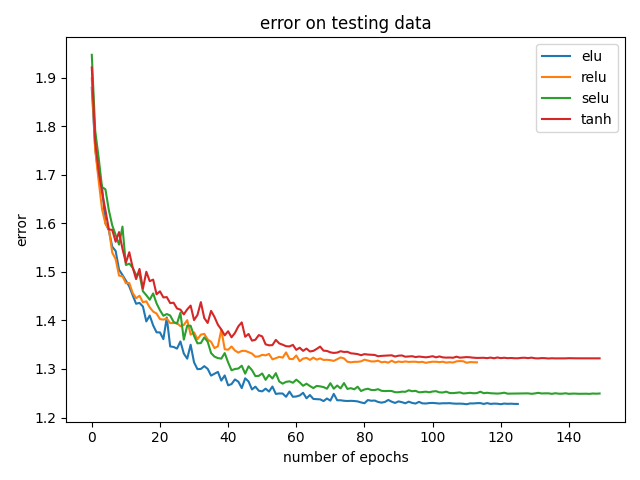 error on testing data
elu
relu
selu
tanh
1.9
1.8
1.7
1.6
1.5
1.4
1.3
1.2
error
0 20 40 60 80 100 120 140
number of epochs